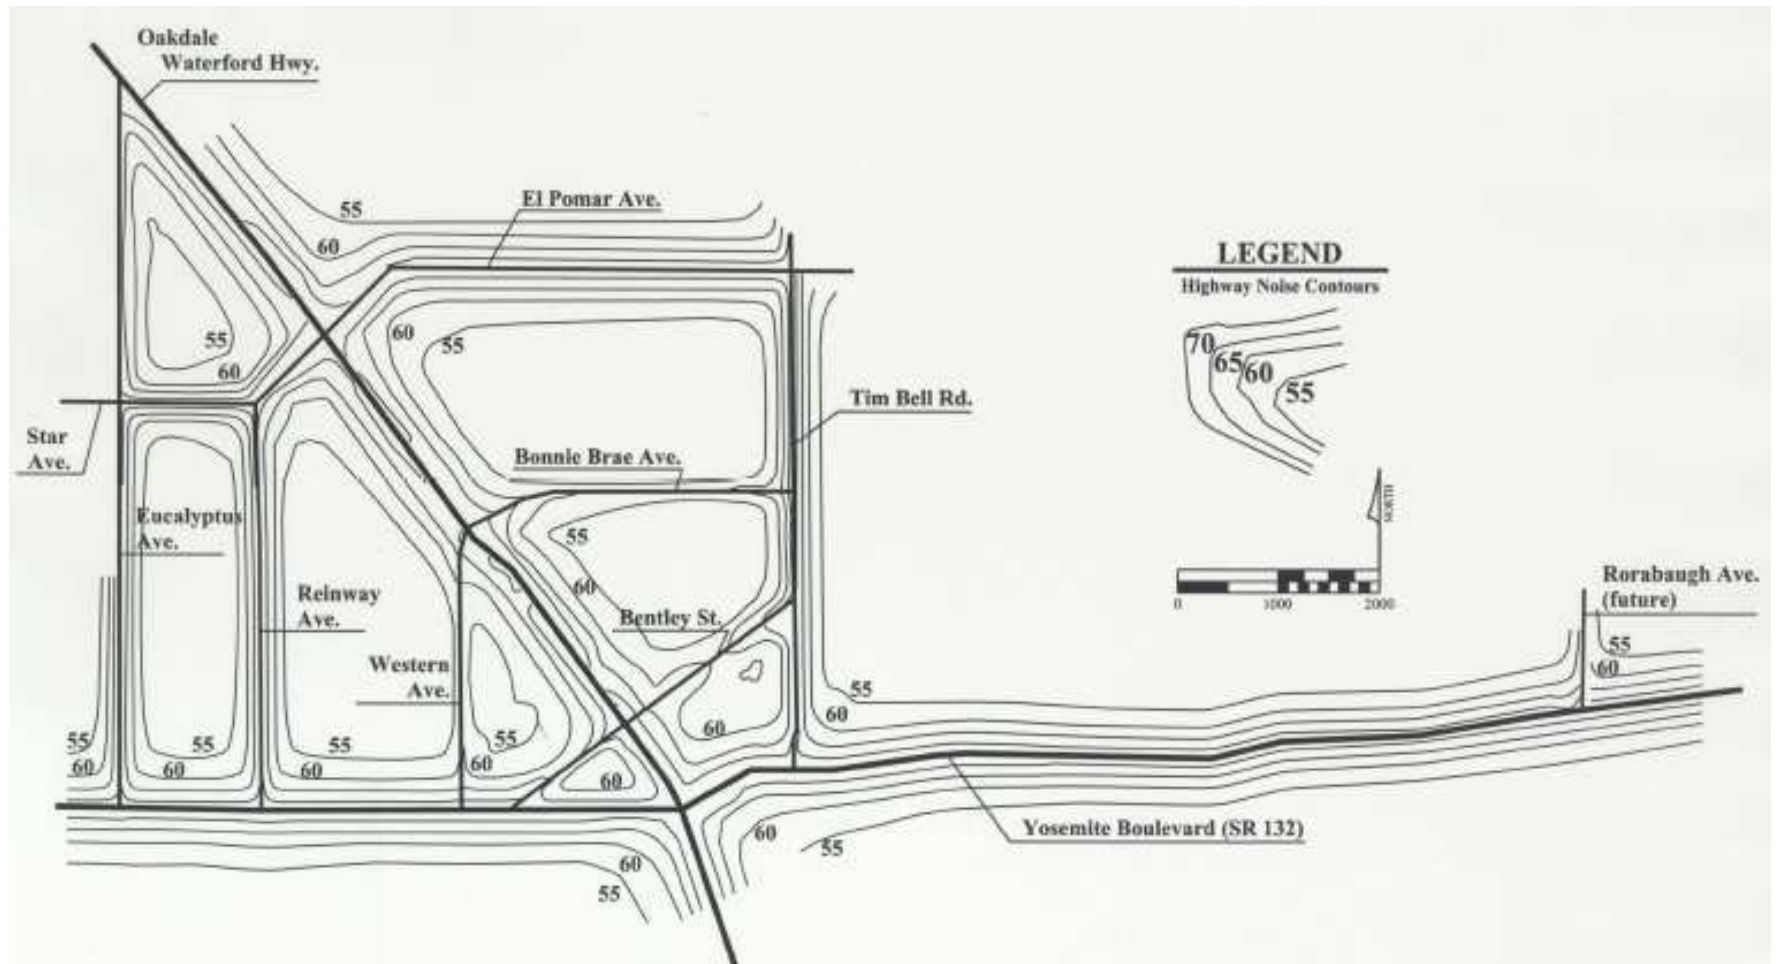 Oakdale
Waterford Hwy.
55
El Pomar Ave.
60
LEGEND
Highway Noise Contours
70
65
60
55
55
60
60
55
Tim Bell Rd.
Star
Ave.
Bonnie Brae Ave.
Eucalyptus
Ave.
55
60
NORTH
0
1000
2000
Reinway
Ave.
Bentley St.
Rorabaugh Ave.
(future)
55
60
Western
Ave.
55
60
60
55
60
55
60
55
60
55
60
55
60
60
Yosemite Boulevard (SR 132)
60
55
60
55